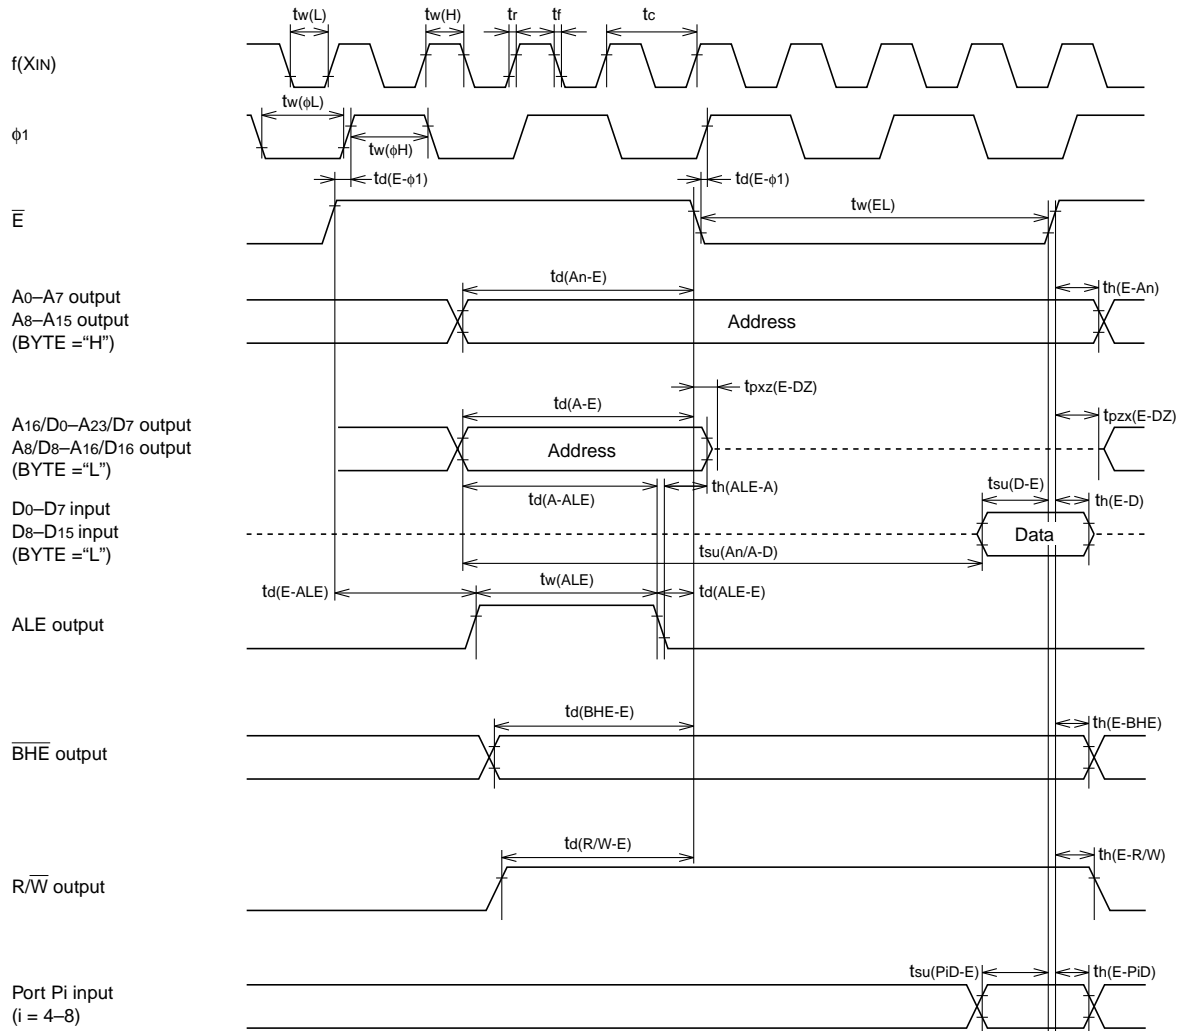 tw(L) tw(H) tr tf tc
f(XIN)
tw(ϕL)
ϕ1
tw(ϕH)
td(E-ϕ1) td(E-ϕ1)
E̅ tw(EL)
td(An-E) th(E-An)
A0–A7 output
A8–A15 output Address
(BYTE =“H”)
tpxz(E-DZ)
td(A-E) tpzx(E-DZ)
A16/D0–A23/D7 output
A8/D8–A16/D16 output Address
(BYTE =“L”)
td(A-ALE) th(ALE-A) tsu(D-E) th(E-D)
D0–D7 input
D8–D15 input Data
(BYTE =“L”)
tsu(An/A-D)
td(E-ALE) tw(ALE) td(ALE-E)
ALE output
td(BHE-E) th(E-BHE)
B̅H̅E̅ output
td(R/W-E) th(E-R/W)
R/W̅ output
tsu(PiD-E) th(E-PiD)
Port Pi input
(i = 4–8)